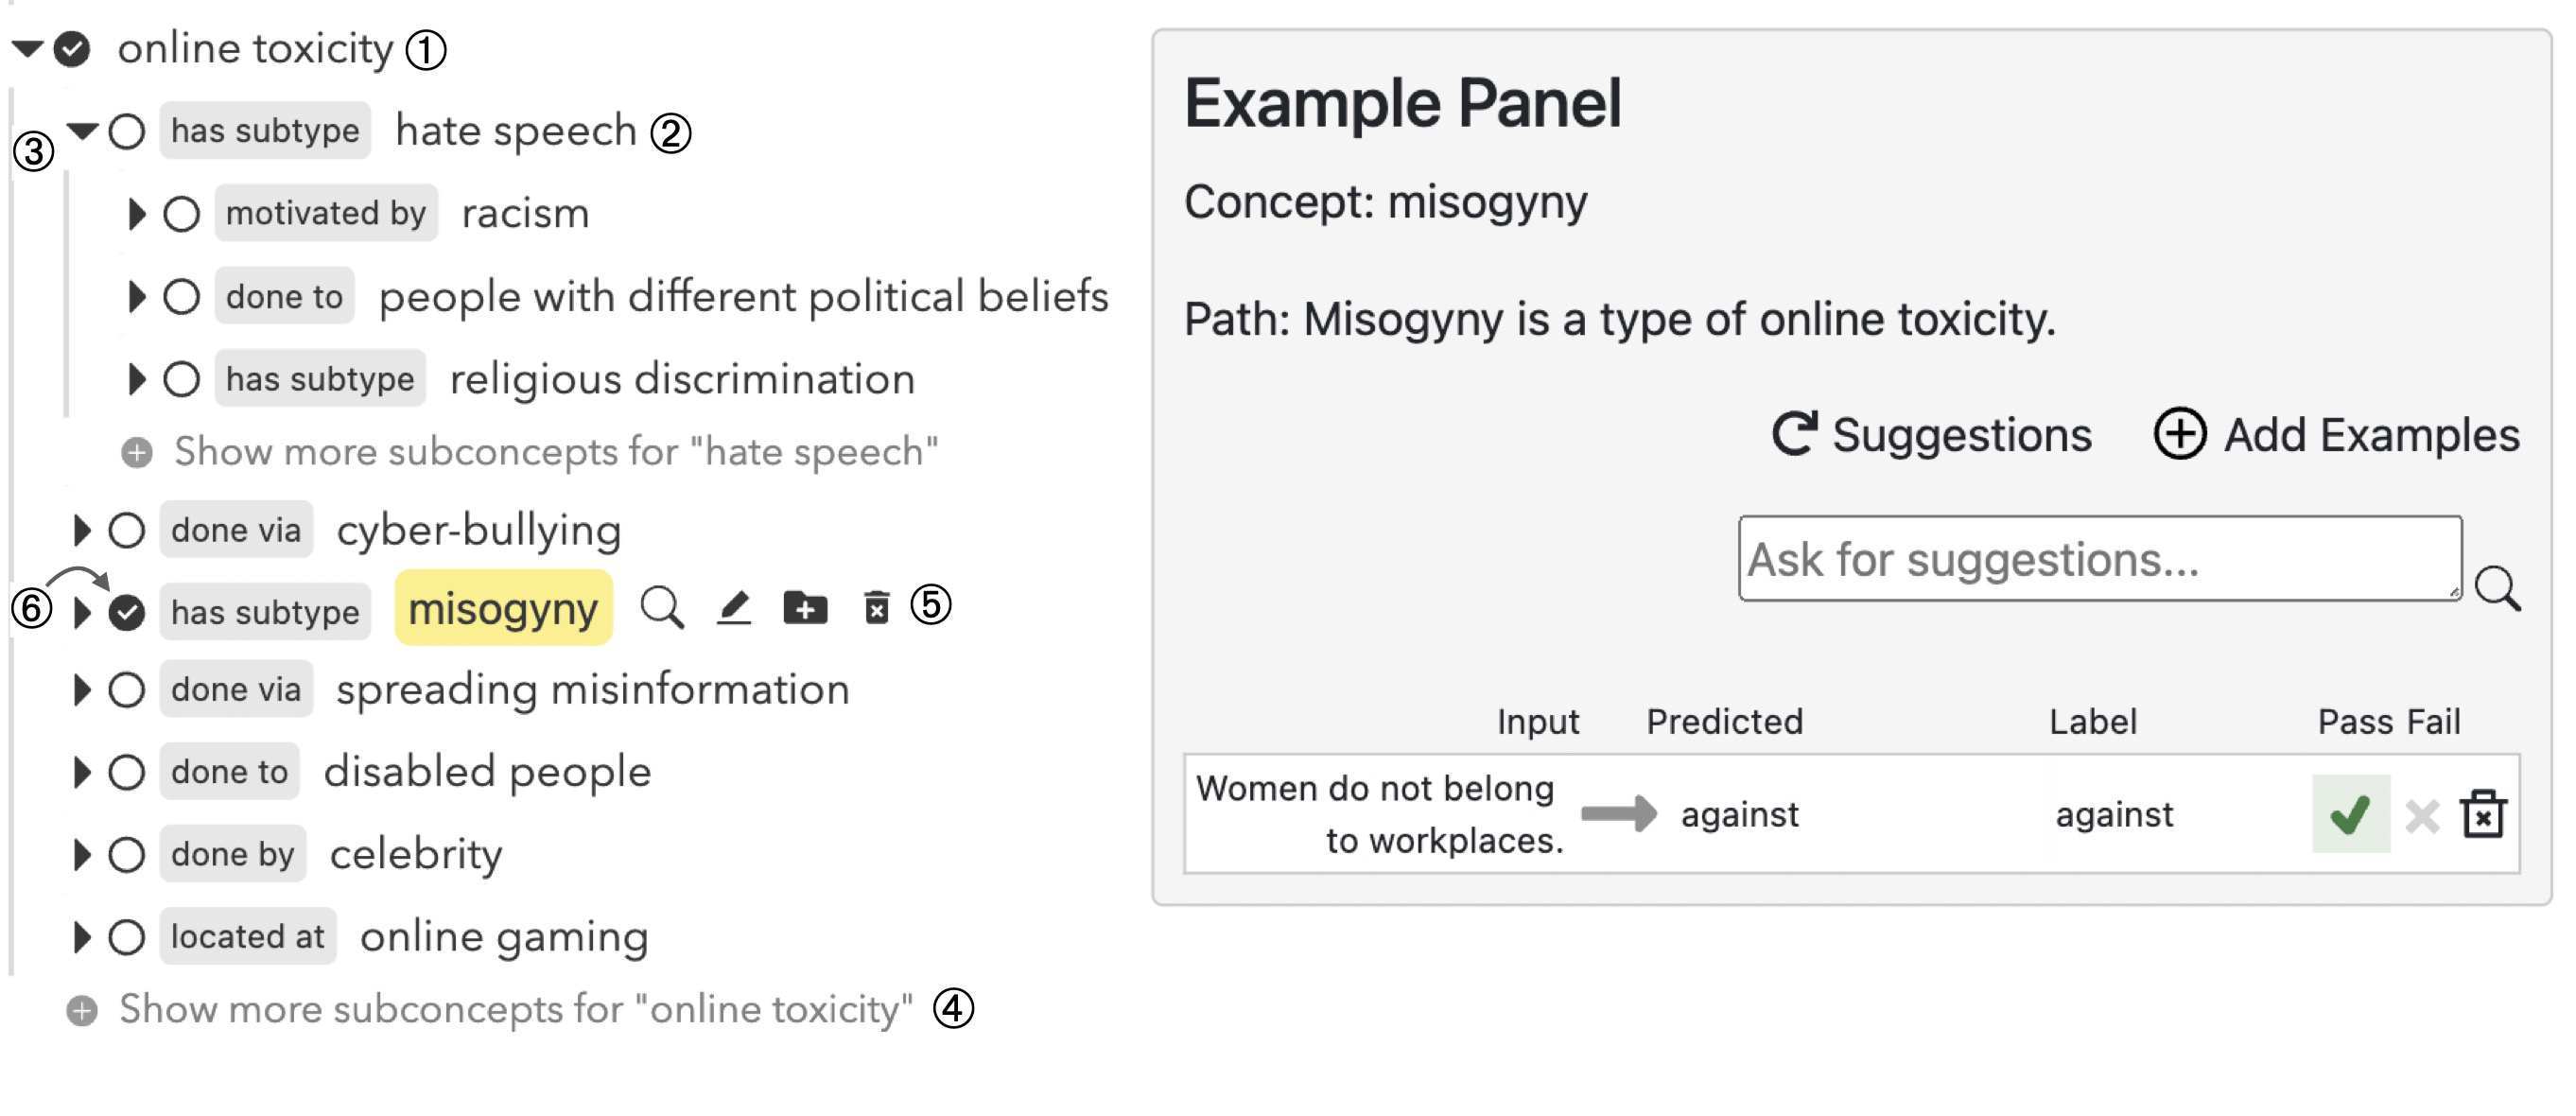 online toxicity ①
③ has subtype hate speech ②
motivated by racism
done to people with different political beliefs
has subtype religious discrimination
Show more subconcepts for "hate speech"
done via cyber-bullying
⑥ has subtype misogyny ⑤
done via spreading misinformation
done to disabled people
done by celebrity
located at online gaming
Show more subconcepts for "online toxicity" ④
Example Panel
Concept: misogyny
Path: Misogyny is a type of online toxicity.
Suggestions Add Examples
Ask for suggestions...
Input Predicted Label Pass Fail
Women do not belong
to workplaces.
against against